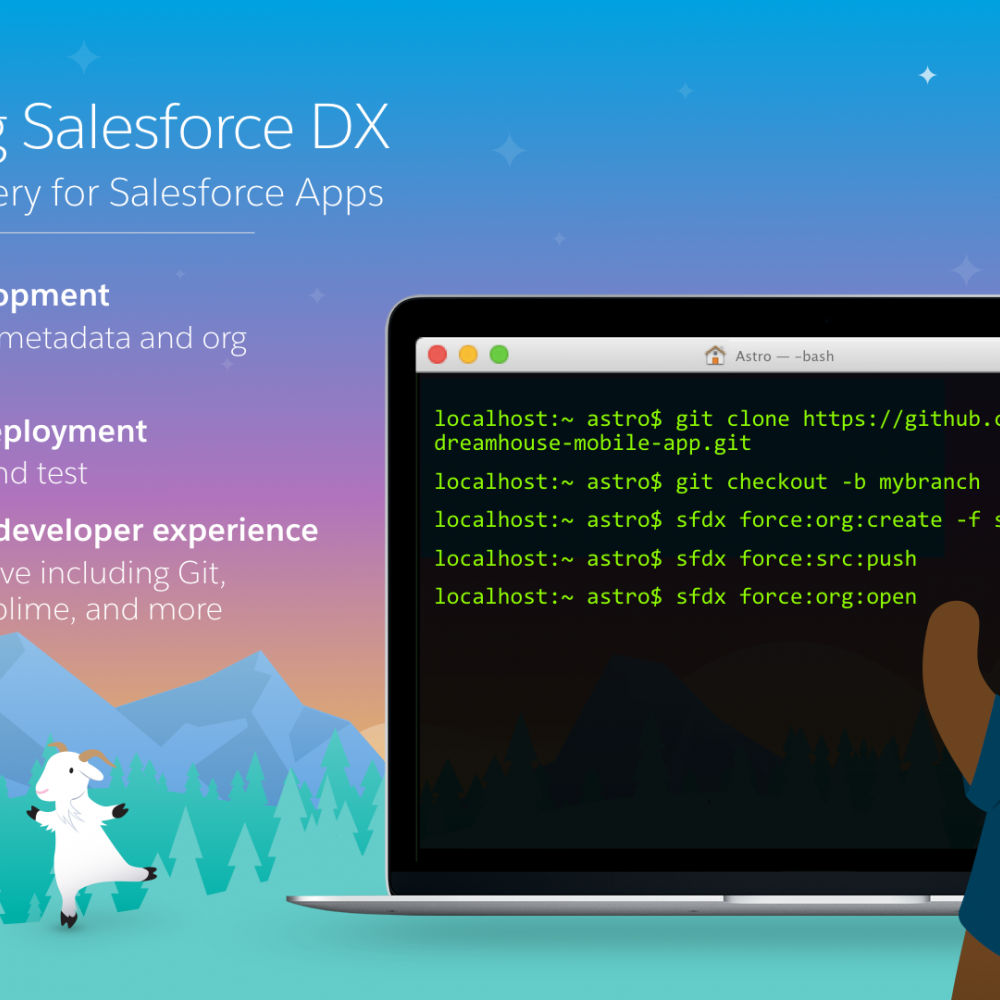 g Salesforce DX
ery for Salesforce Apps
opment
metadata and org
eployment
nd test
developer experience
ve including Git,
blime, and more
Astro — -bash
localhost:~ astro$ git clone https://github.c
dreamhouse-mobile-app.git
localhost:~ astro$ git checkout -b mybranch
localhost:~ astro$ sfdx force:org:create -f s
localhost:~ astro$ sfdx force:src:push
localhost:~ astro$ sfdx force:org:open